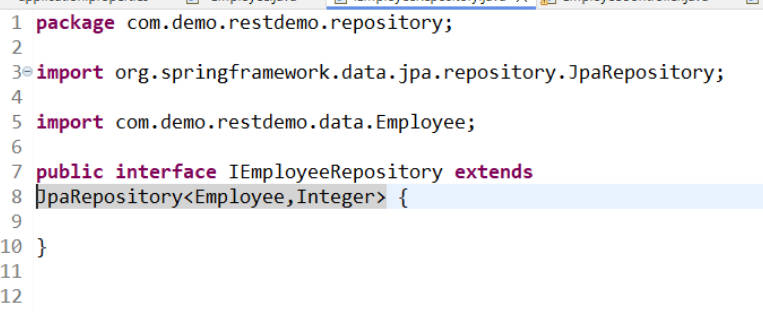 1 package com.demo.restdemo.repository;
2
3 import org.springframework.data.jpa.repository.JpaRepository;
4
5 import com.demo.restdemo.data.Employee;
6
7 public interface IEmployeeRepository extends
8 JpaRepository<Employee,Integer> {
9
10 }
11
12